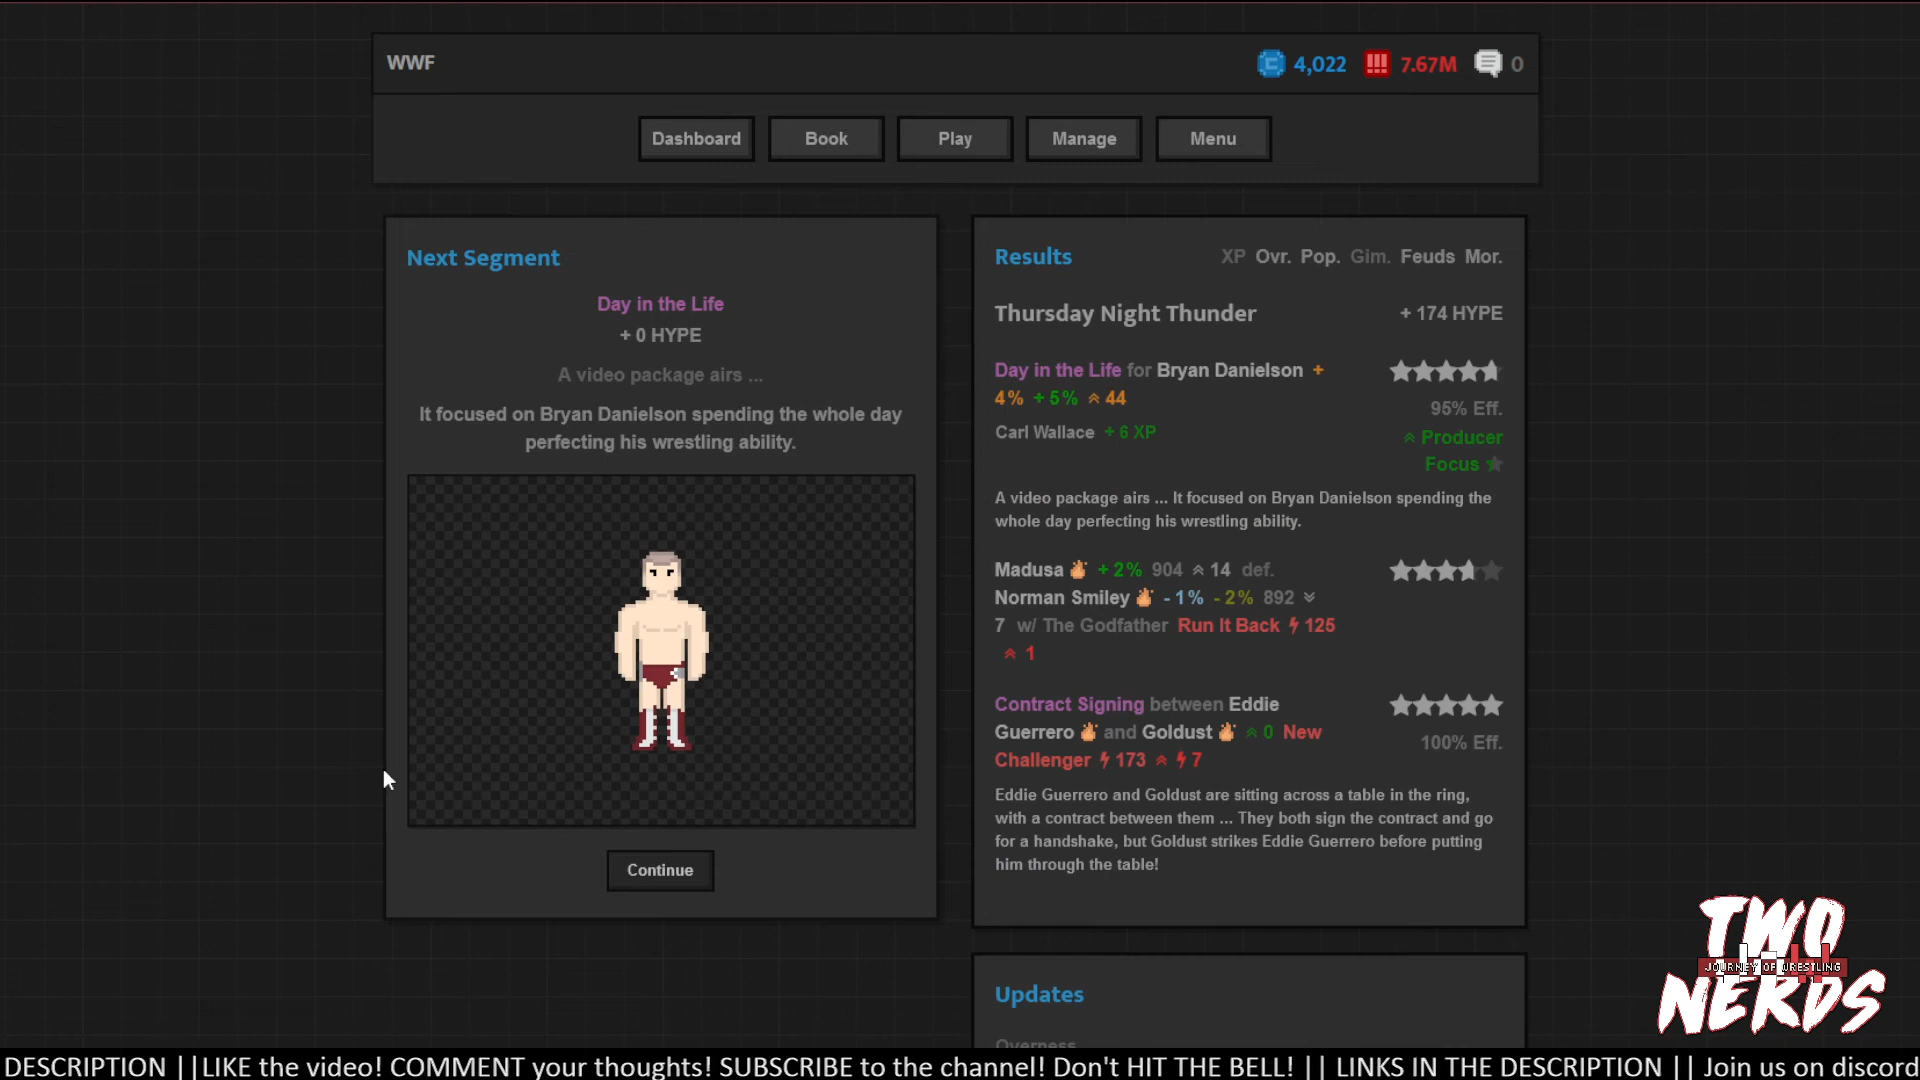 WWF
4,022
7.67M
0
Dashboard
Book
Play
Manage
Menu
Next Segment
Day in the Life
+ 0 HYPE
A video package airs ...
It focused on Bryan Danielson spending the whole day
perfecting his wrestling ability.
Continue
Results
XP Ovr. Pop. Gim. Feuds Mor.
Thursday Night Thunder
+ 174 HYPE
Day in the Life for Bryan Danielson +
4% + 5% 44
95% Eff.
Carl Wallace + 6 XP
Producer
Focus
A video package airs ... It focused on Bryan Danielson spending the
whole day perfecting his wrestling ability.
Madusa + 2% 904 14 def.
Norman Smiley - 1% - 2% 892
7 w/ The Godfather Run It Back 125
1
Contract Signing between Eddie
Guerrero and Goldust 0 New
Challenger 173 7
100% Eff.
Eddie Guerrero and Goldust are sitting across a table in the ring,
with a contract between them ... They both sign the contract and go
for a handshake, but Goldust strikes Eddie Guerrero before putting
him through the table!
Updates
Overness
TWO
JOURNEY OF WRESTLING
NERDS
DESCRIPTION ||LIKE the video! COMMENT your thoughts! SUBSCRIBE to the channel! Don't HIT THE BELL! || LINKS IN THE DESCRIPTION || Join us on discord